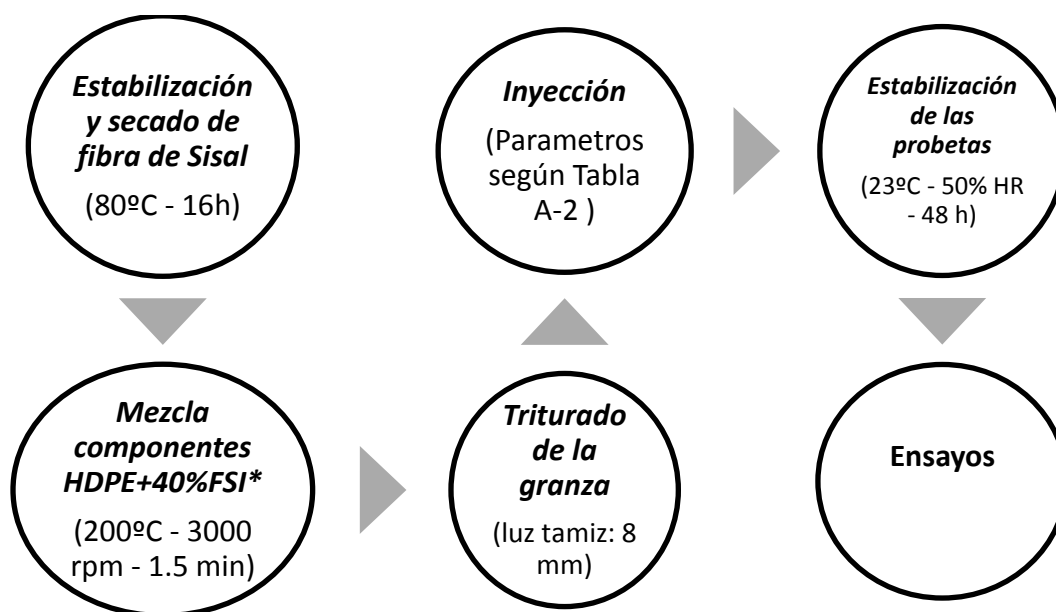 Estabilización
y secado de
fibra de Sisal
(80ºC - 16h)
Mezcla
componentes
HDPE+40%FSI*
(200ºC - 3000
rpm - 1.5 min)
Triturado
de la
granza
(luz tamiz: 8
mm)
Inyección
(Parametros
según Tabla
A-2 )
Estabilización
de las
probetas
(23ºC - 50% HR
- 48 h)
Ensayos